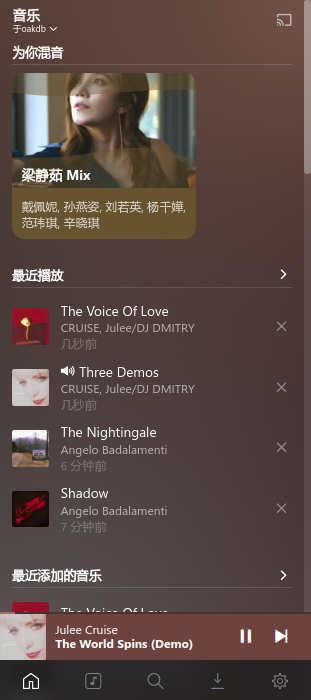 音乐
于oakdb
为你混音
梁静茹 Mix
戴佩妮, 孙燕姿, 刘若英, 杨千嬅,
范玮琪, 辛晓琪
最近播放
The Voice Of Love
CRUISE, Julee/DJ DMITRY
几秒前
Three Demos
CRUISE, Julee/DJ DMITRY
几秒前
The Nightingale
Angelo Badalamenti
6 分钟前
Shadow
Angelo Badalamenti
7 分钟前
最近添加的音乐
The Voice Of Love
Julee Cruise
The World Spins (Demo)